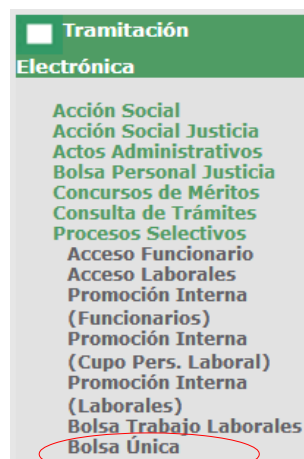 Tramitación
Electrónica
Acción Social
Acción Social Justicia
Actos Administrativos
Bolsa Personal Justicia
Concursos de Méritos
Consulta de Trámites
Procesos Selectivos
Acceso Funcionario
Acceso Laborales
Promoción Interna
(Funcionarios)
Promoción Interna
(Cupo Pers. Laboral)
Promoción Interna
(Laborales)
Bolsa Trabajo Laborales
Bolsa Única